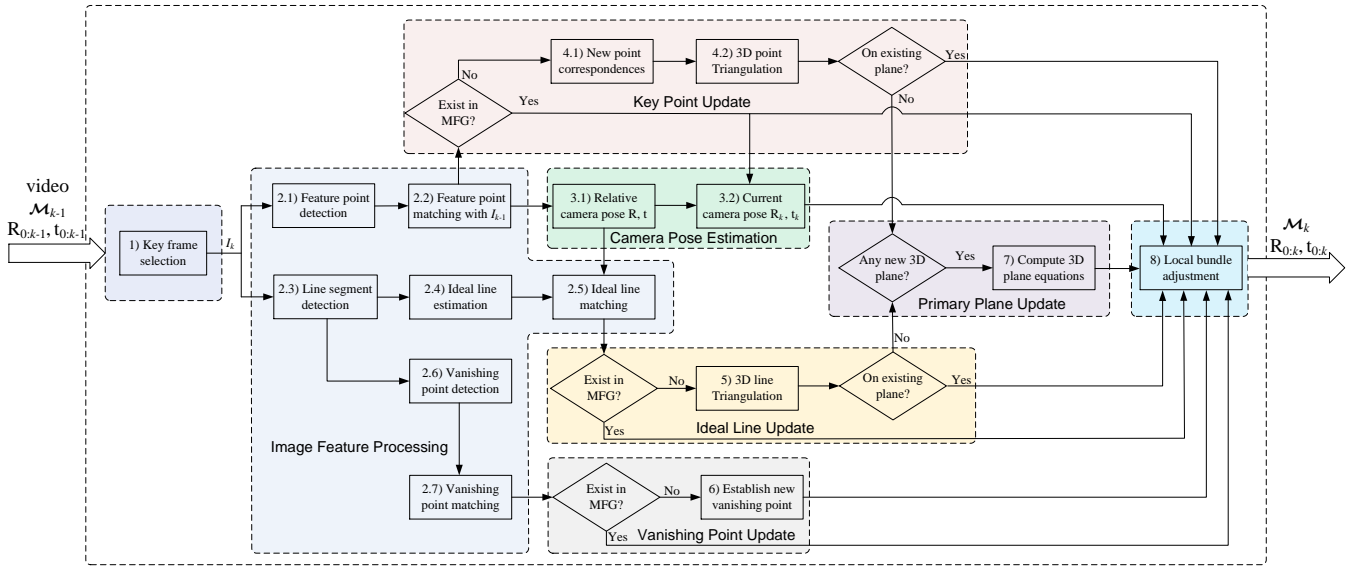 video
𝓜k-1
R0:k-1, t0:k-1
1) Key frame
selection
Ik
2.1) Feature point
detection
2.2) Feature point
matching with Ik-1
2.3) Line segment
detection
2.4) Ideal line
estimation
2.5) Ideal line
matching
2.6) Vanishing
point detection
2.7) Vanishing
point matching
Image Feature Processing
Exist in
MFG?
No
Yes
4.1) New point
correspondences
4.2) 3D point
Triangulation
On existing
plane?
Yes
No
Key Point Update
3.1) Relative
camera pose R, t
3.2) Current
camera pose Rk, tk
Camera Pose Estimation
Any new 3D
plane?
Yes
7) Compute 3D
plane equations
Primary Plane Update
No
Exist in
MFG?
No
Yes
5) 3D line
Triangulation
On existing
plane?
Yes
Ideal Line Update
Exist in
MFG?
No
Yes
6) Establish new
vanishing point
Vanishing Point Update
8) Local bundle
adjustment
𝓜k
R0:k, t0:k